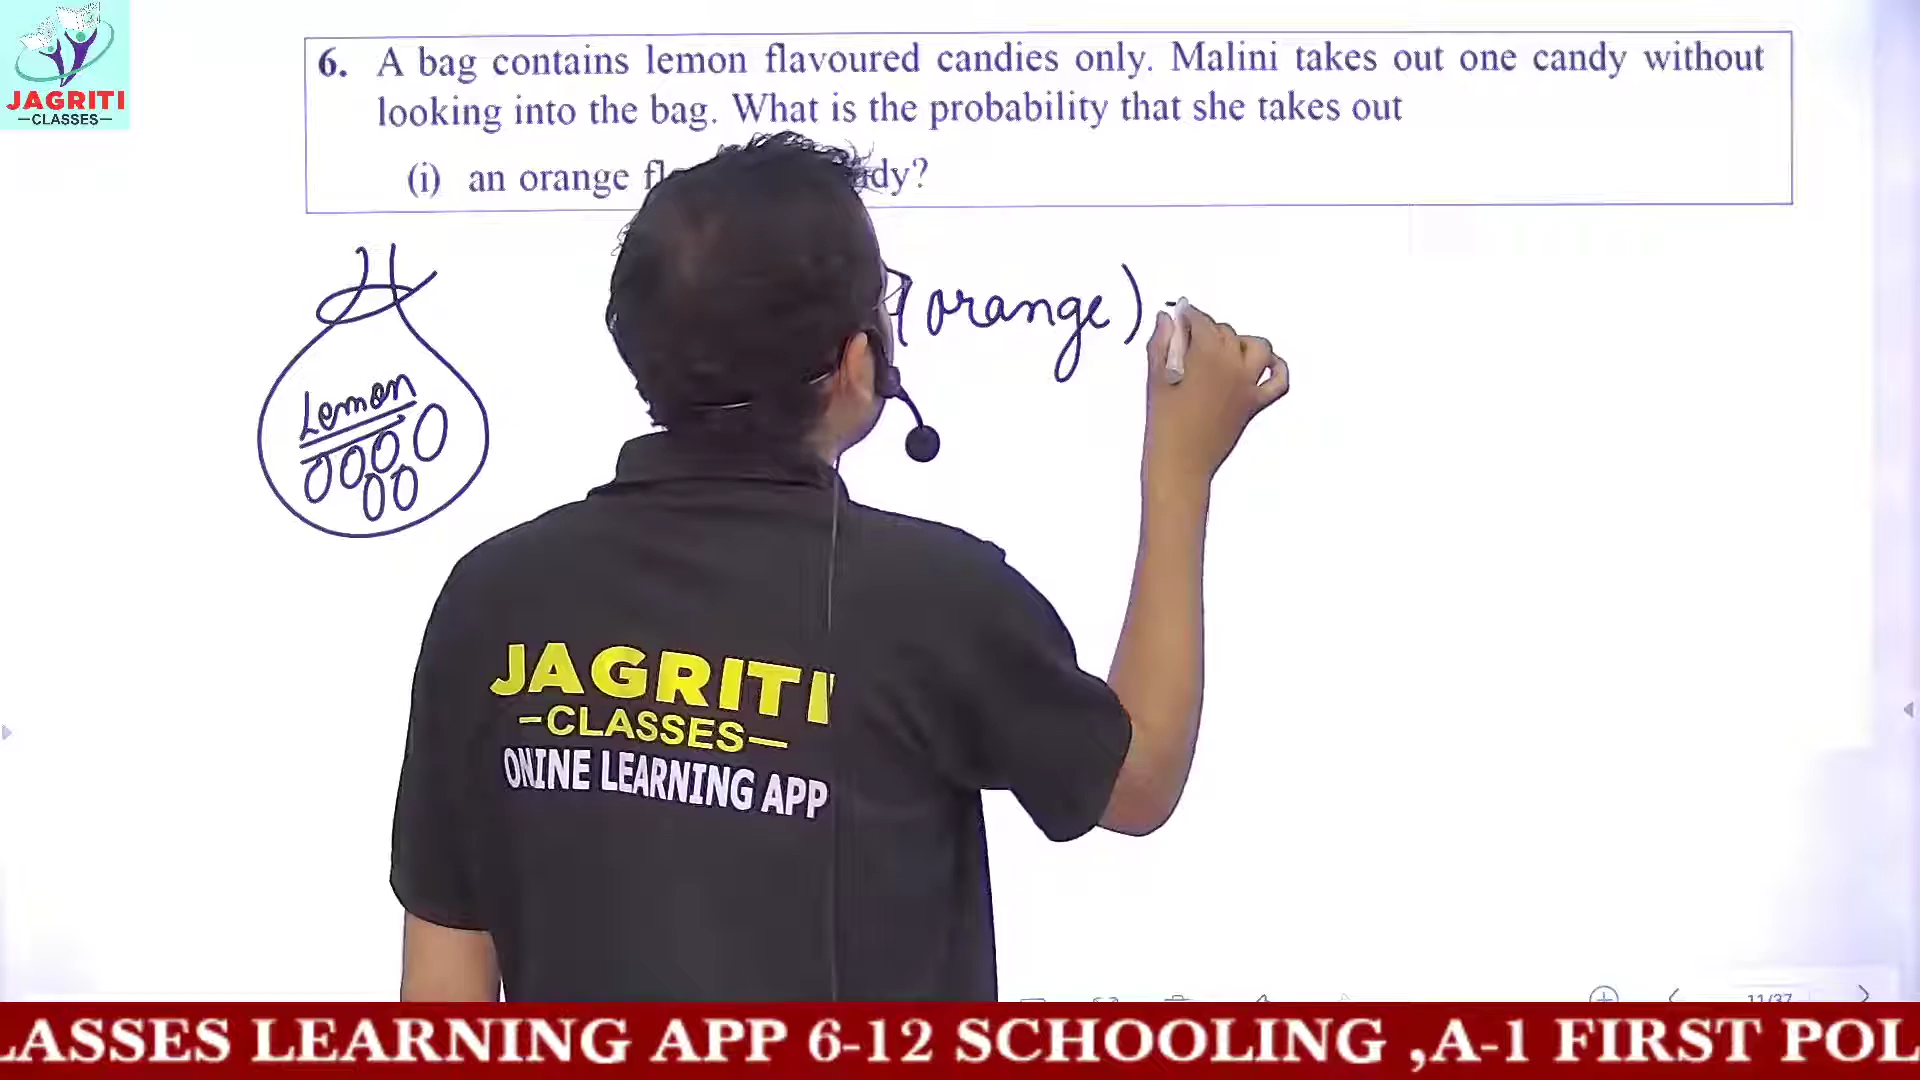 JAGRITI
—CLASSES—
6. A bag contains lemon flavoured candies only. Malini takes out one candy without
looking into the bag. What is the probability that she takes out
(i) an orange
(orange)
Lemon
JAGRITI
—CLASSES—
ONINE LEARNING APP
11/37
LASSES LEARNING APP 6-12 SCHOOLING ,A-1 FIRST POL